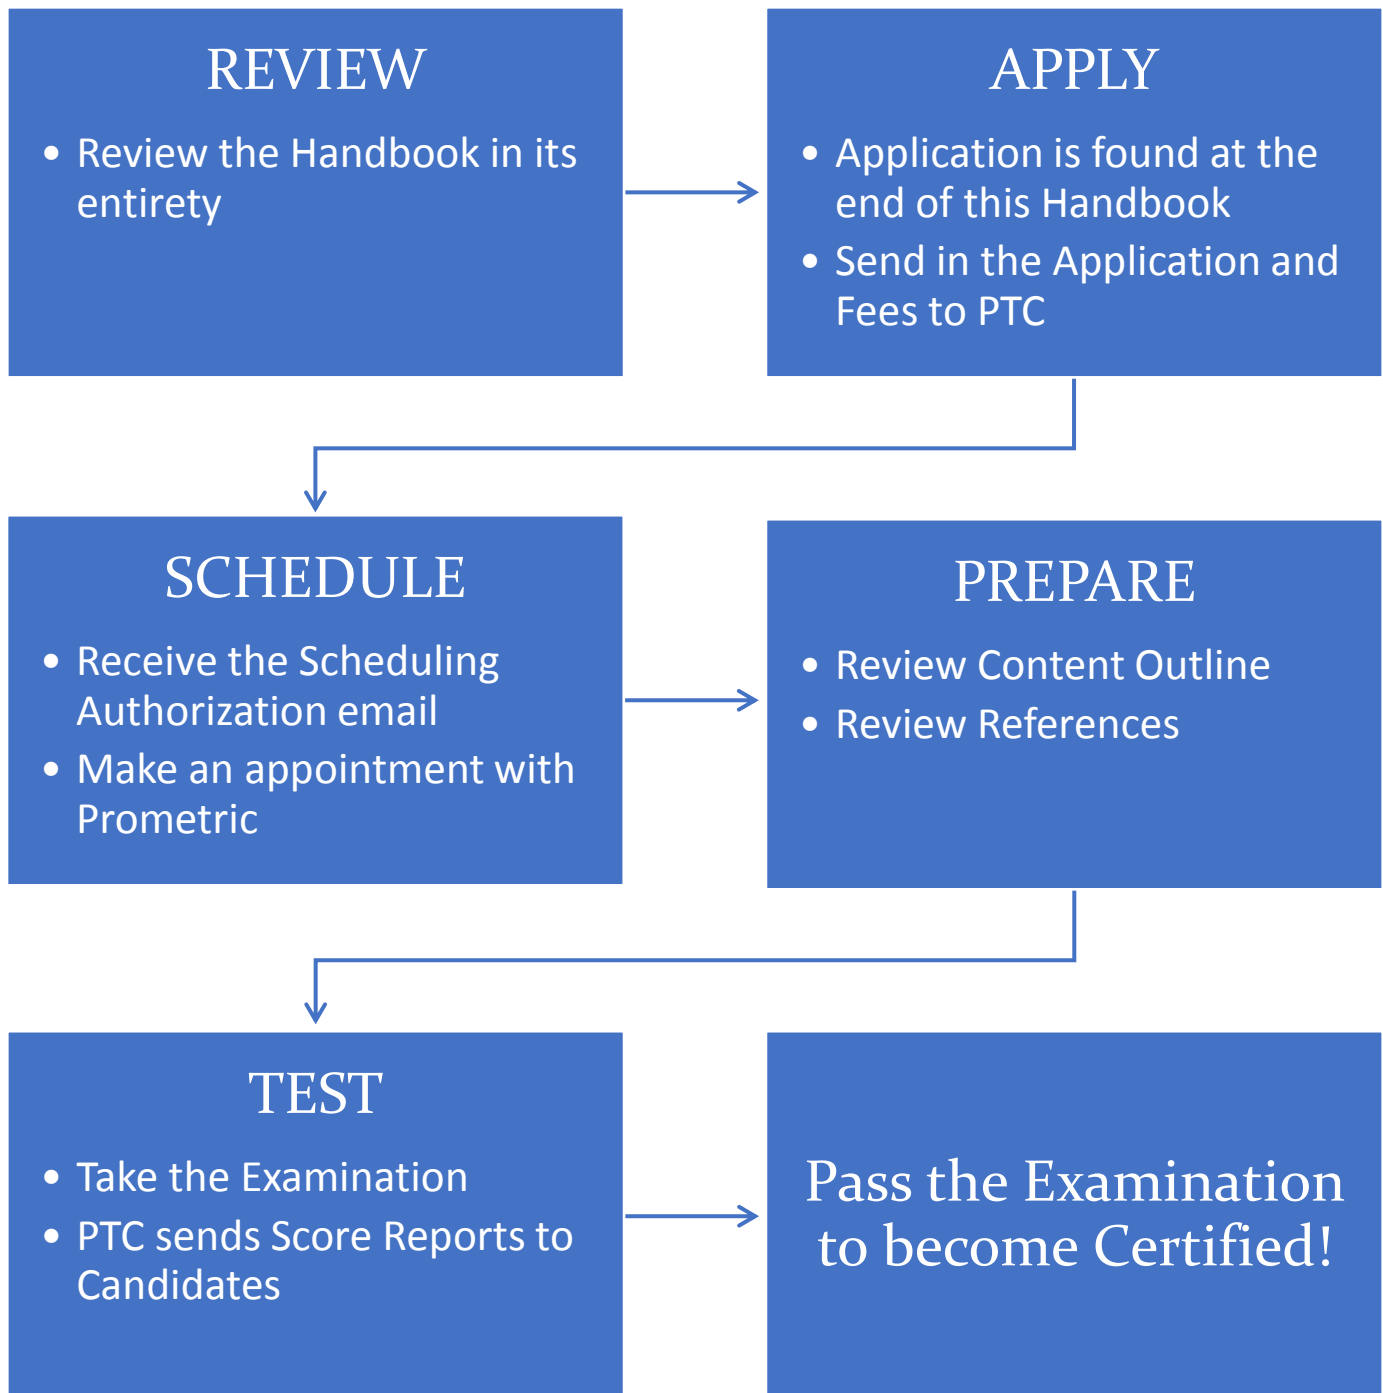 REVIEW
• Review the Handbook in its
entirety
APPLY
• Application is found at the
end of this Handbook
• Send in the Application and
Fees to PTC
SCHEDULE
• Receive the Scheduling
Authorization email
• Make an appointment with
Prometric
PREPARE
• Review Content Outline
• Review References
TEST
• Take the Examination
• PTC sends Score Reports to
Candidates
Pass the Examination
to become Certified!